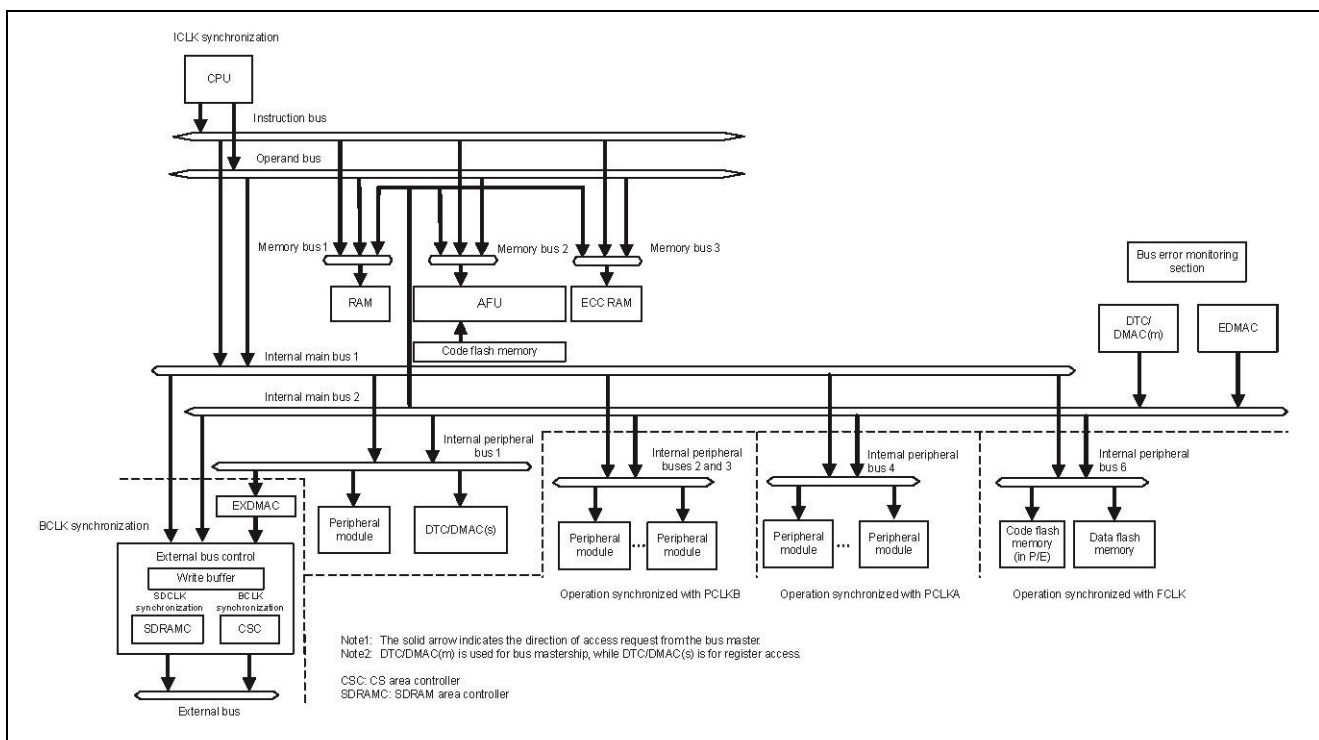 ICLK synchronization
CPU
Instruction bus
Operand bus
Memory bus 1
Memory bus 2
Memory bus 3
RAM
AFU
ECC RAM
Code flash memory
Bus error monitoring
section
DTC/
DMAC(m)
EDMAC
Internal main bus 1
Internal main bus 2
Internal peripheral
bus 1
Internal peripheral
buses 2 and 3
Internal peripheral
bus 4
Internal peripheral
bus 6
BCLK synchronization
EXDMAC
Peripheral
module
DTC/DMAC(s)
Peripheral
module
...
Peripheral
module
Peripheral
module
...
Peripheral
module
Code flash
memory
(in P/E)
Data flash
memory
External bus control
Write buffer
SDCLK
synchronization
BCLK
synchronization
SDRAMC
CSC
Operation synchronized with PCLKB
Operation synchronized with PCLKA
Operation synchronized with FCLK
Note1: The solid arrow indicates the direction of access request from the bus master.
Note2: DTC/DMAC(m) is used for bus mastership, while DTC/DMAC(s) is for register access.
CSC: CS area controller
SDRAMC: SDRAM area controller
External bus